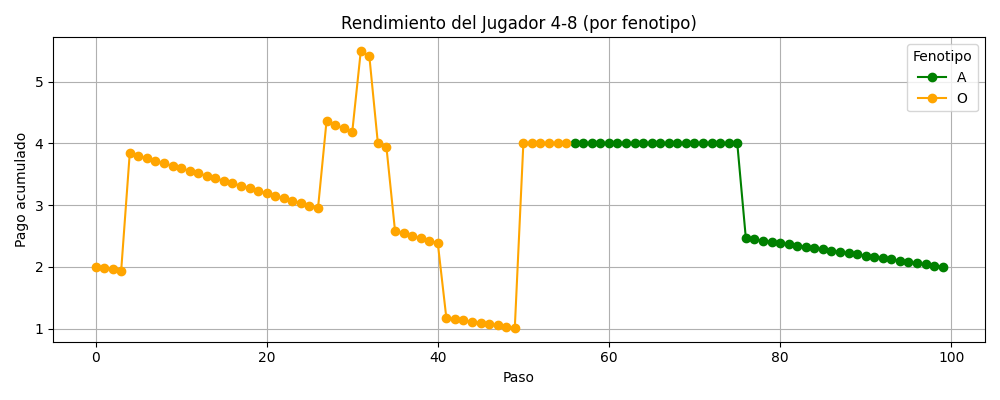 Rendimiento del Jugador 4-8 (por fenotipo)
Pago acumulado
5
4
3
2
1
0
20
40
60
80
100
Paso
Fenotipo
A
O